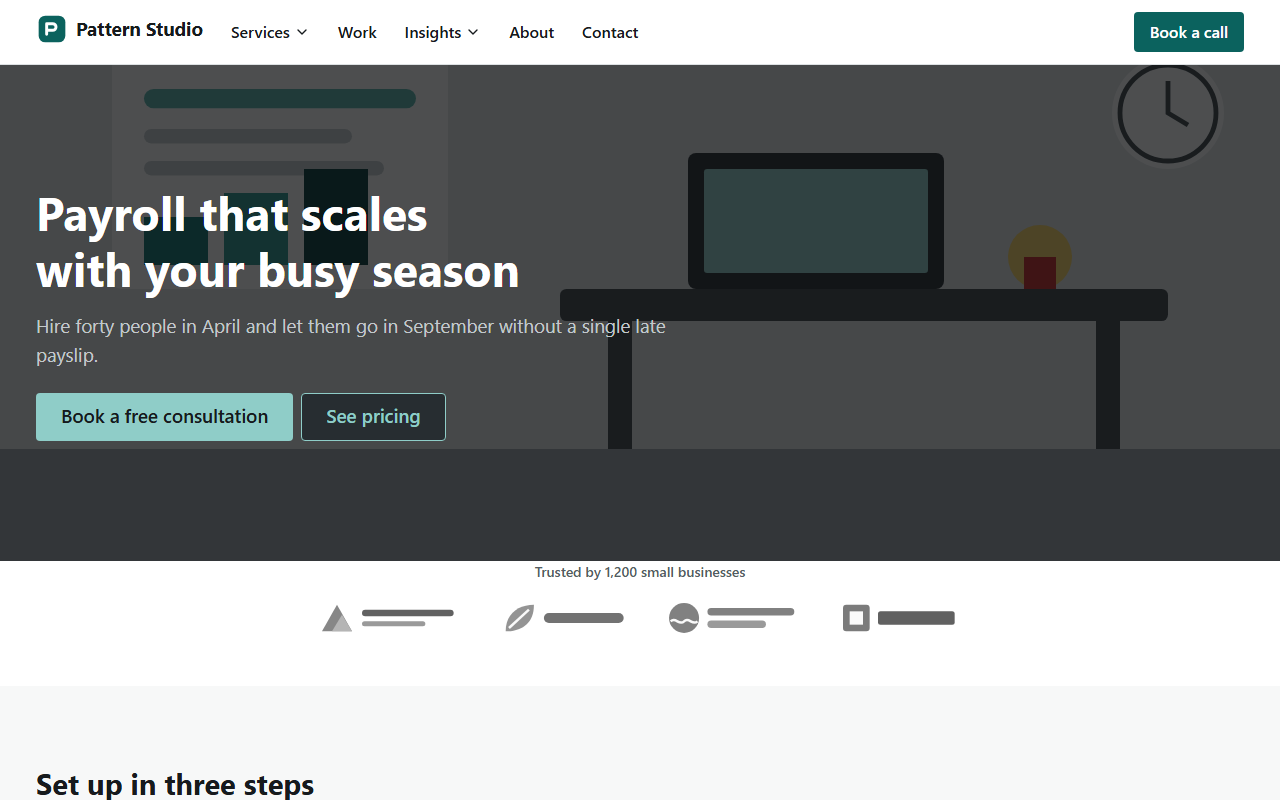 Pattern Studio
Services
Work
Insights
About
Contact
Book a call
Payroll that scales
with your busy season
Hire forty people in April and let them go in September without a single late
payslip.
Book a free consultation
See pricing
Trusted by 1,200 small businesses
Set up in three steps